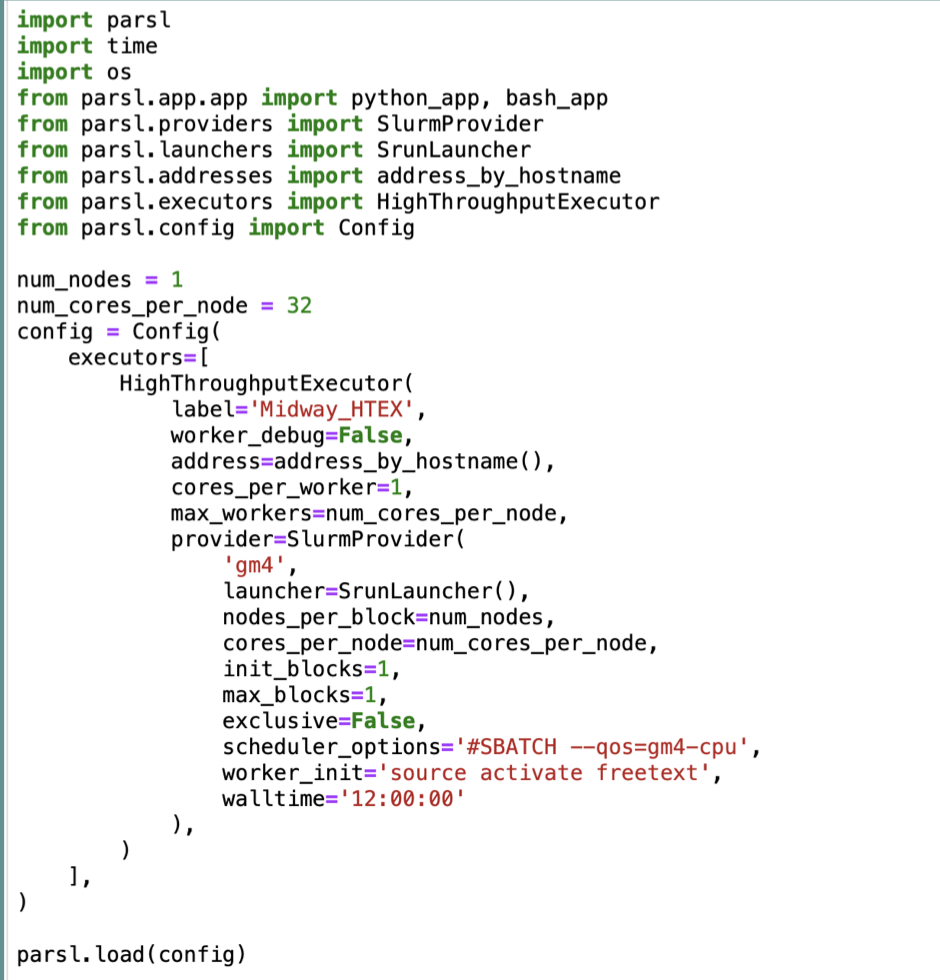 import parsl
import time
import os
from parsl.app.app import python_app, bash_app
from parsl.providers import SlurmProvider
from parsl.launchers import SrunLauncher
from parsl.addresses import address_by_hostname
from parsl.executors import HighThroughputExecutor
from parsl.config import Config

num_nodes = 1
num_cores_per_node = 32
config = Config(
    executors=[
        HighThroughputExecutor(
            label='Midway_HTEX',
            worker_debug=False,
            address=address_by_hostname(),
            cores_per_worker=1,
            max_workers=num_cores_per_node,
            provider=SlurmProvider(
                'gm4',
                launcher=SrunLauncher(),
                nodes_per_block=num_nodes,
                cores_per_node=num_cores_per_node,
                init_blocks=1,
                max_blocks=1,
                exclusive=False,
                scheduler_options='#SBATCH --qos=gm4-cpu',
                worker_init='source activate freetext',
                walltime='12:00:00'
            ),
        )
    ],
)

parsl.load(config)